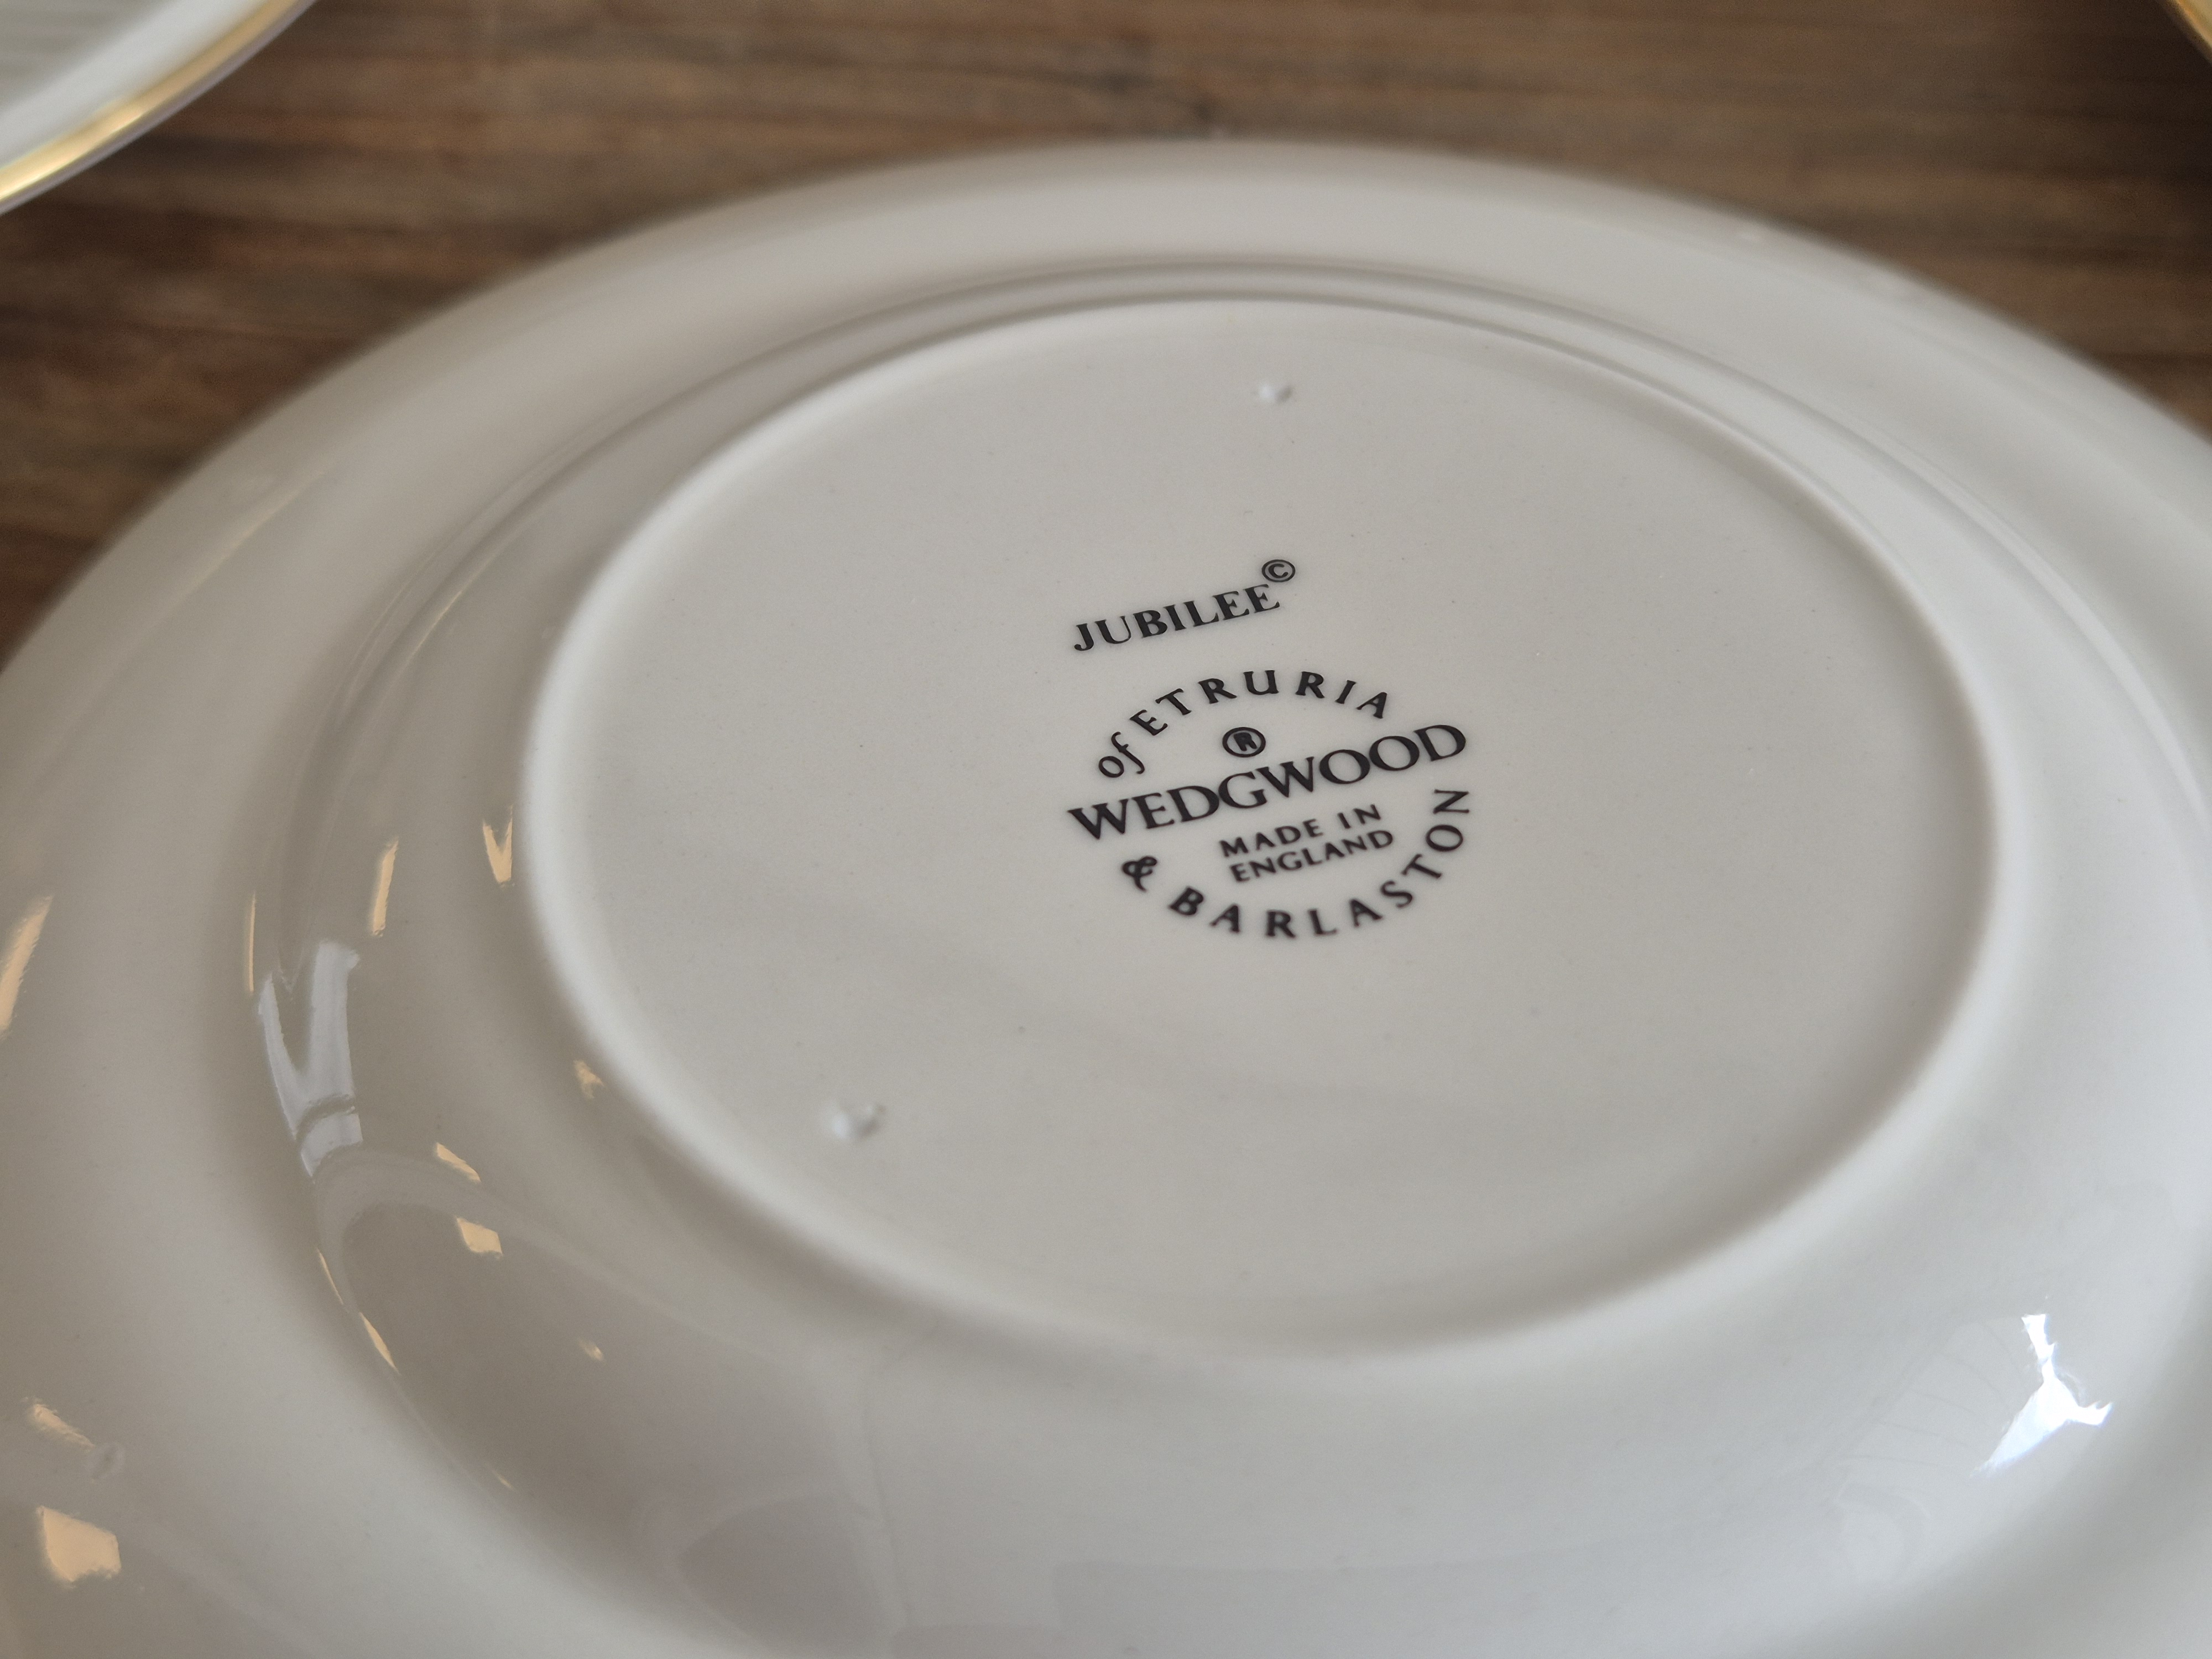 JUBILEE©
of ETRURIA
®
WEDGWOOD
MADE IN
ENGLAND
& BARLASTON